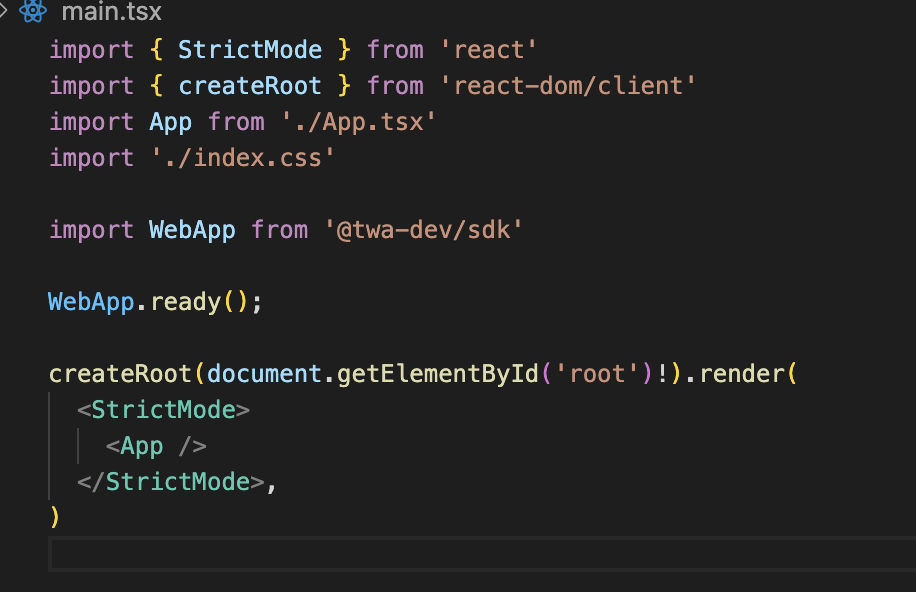 main.tsx
import { StrictMode } from 'react'
import { createRoot } from 'react-dom/client'
import App from './App.tsx'
import './index.css'
import WebApp from '@twa-dev/sdk'
WebApp.ready();
createRoot(document.getElementById('root')!).render(
  <StrictMode>
    <App />
  </StrictMode>,
)